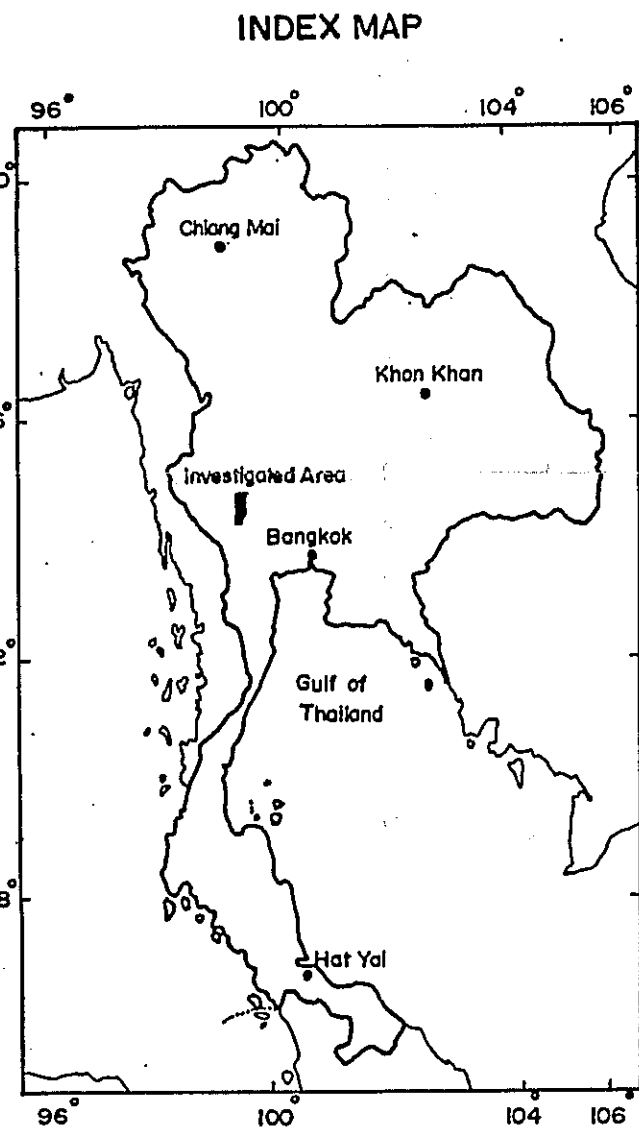 INDEX MAP
96° 100° 104° 106°
Chiang Mai
Khon Khan
Investigated Area
Bangkok
Gulf of
Thailand
8°
Hat Yai
96° 100° 104° 106°